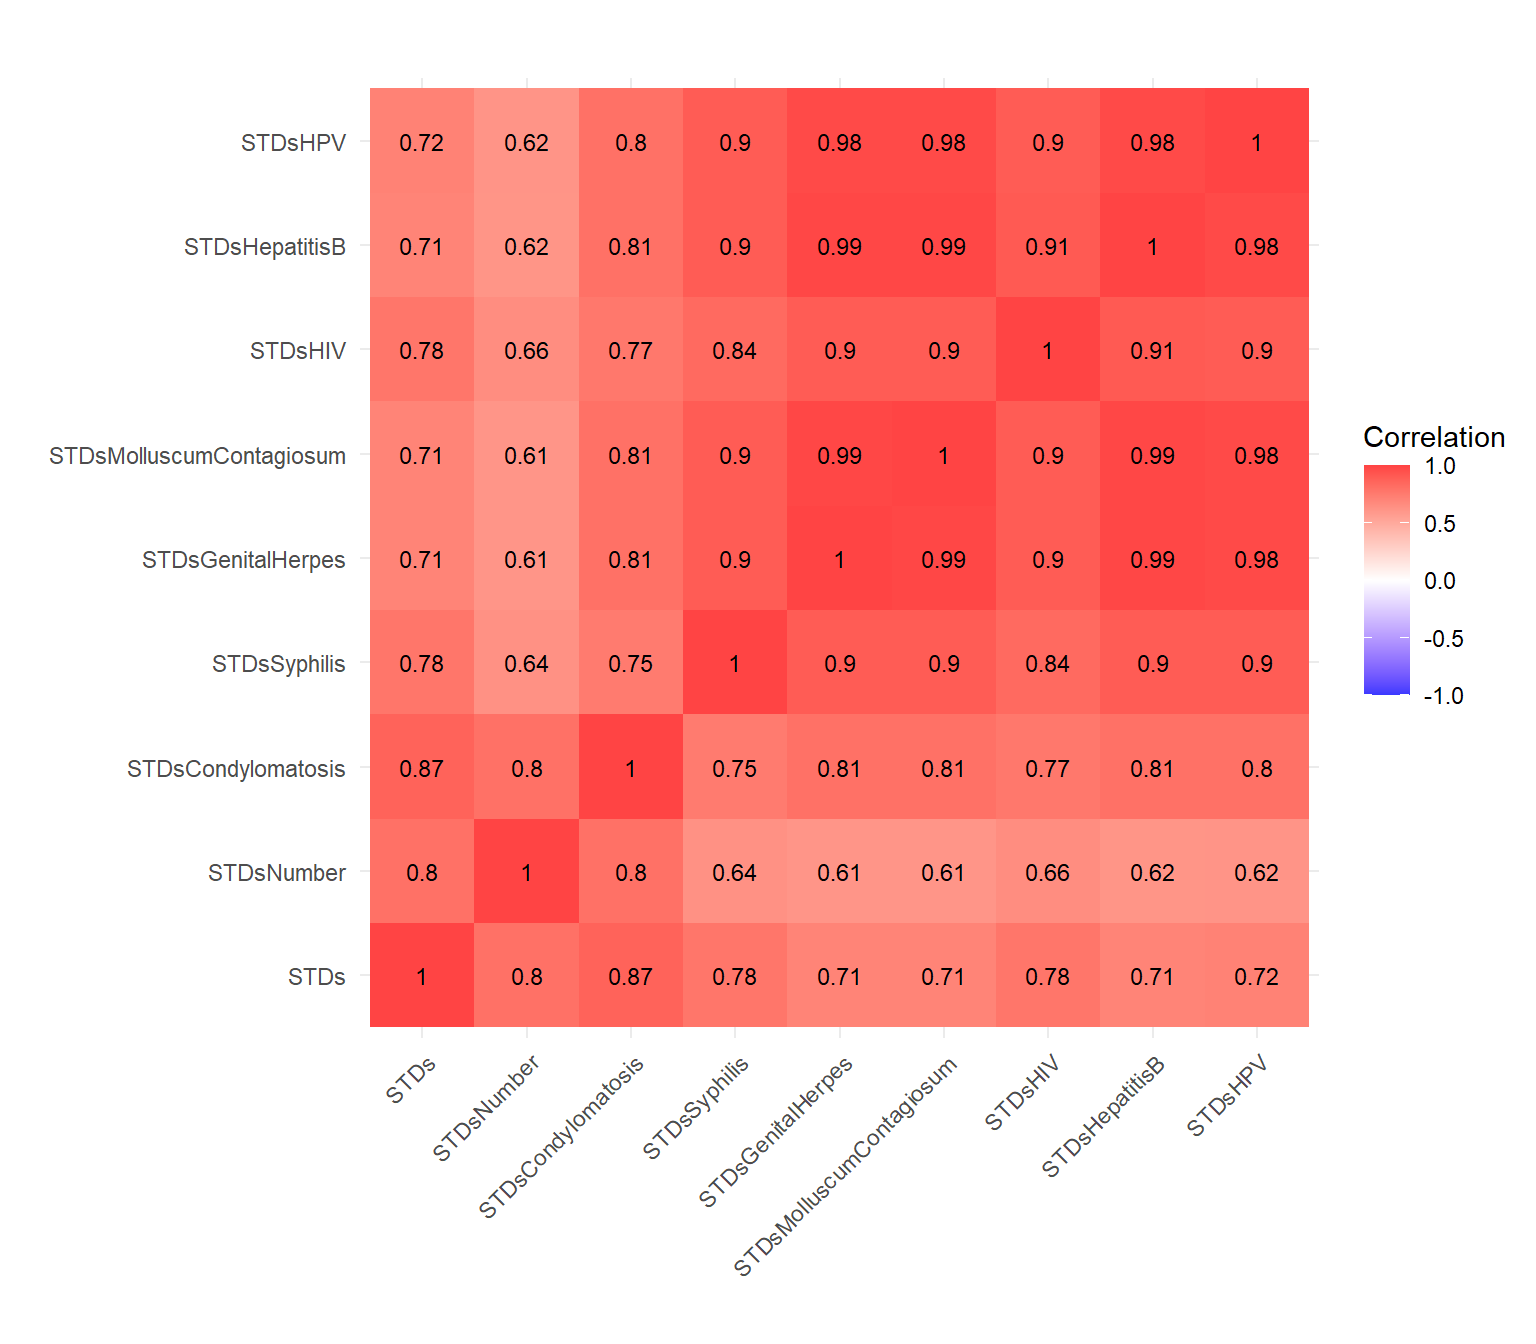 STDsHPV 0.72 0.62 0.8 0.9 0.98 0.98 0.9 0.98 1
STDsHepatitisB 0.71 0.62 0.81 0.9 0.99 0.99 0.91 1 0.98
STDsHIV 0.78 0.66 0.77 0.84 0.9 0.9 1 0.91 0.9
STDsMolluscumContagiosum 0.71 0.61 0.81 0.9 0.99 1 0.9 0.99 0.98
STDsGenitalHerpes 0.71 0.61 0.81 0.9 1 0.99 0.9 0.99 0.98
STDsSyphilis 0.78 0.64 0.75 1 0.9 0.9 0.84 0.9 0.9
STDsCondylomatosis 0.87 0.8 1 0.75 0.81 0.81 0.77 0.81 0.8
STDsNumber 0.8 1 0.8 0.64 0.61 0.61 0.66 0.62 0.62
STDs 1 0.8 0.87 0.78 0.71 0.71 0.78 0.71 0.72
STDs
STDsNumber
STDsCondylomatosis
STDsSyphilis
STDsGenitalHerpes
STDsMolluscumContagiosum
STDsHIV
STDsHepatitisB
STDsHPV
Correlation
1.0
0.5
0.0
-0.5
-1.0